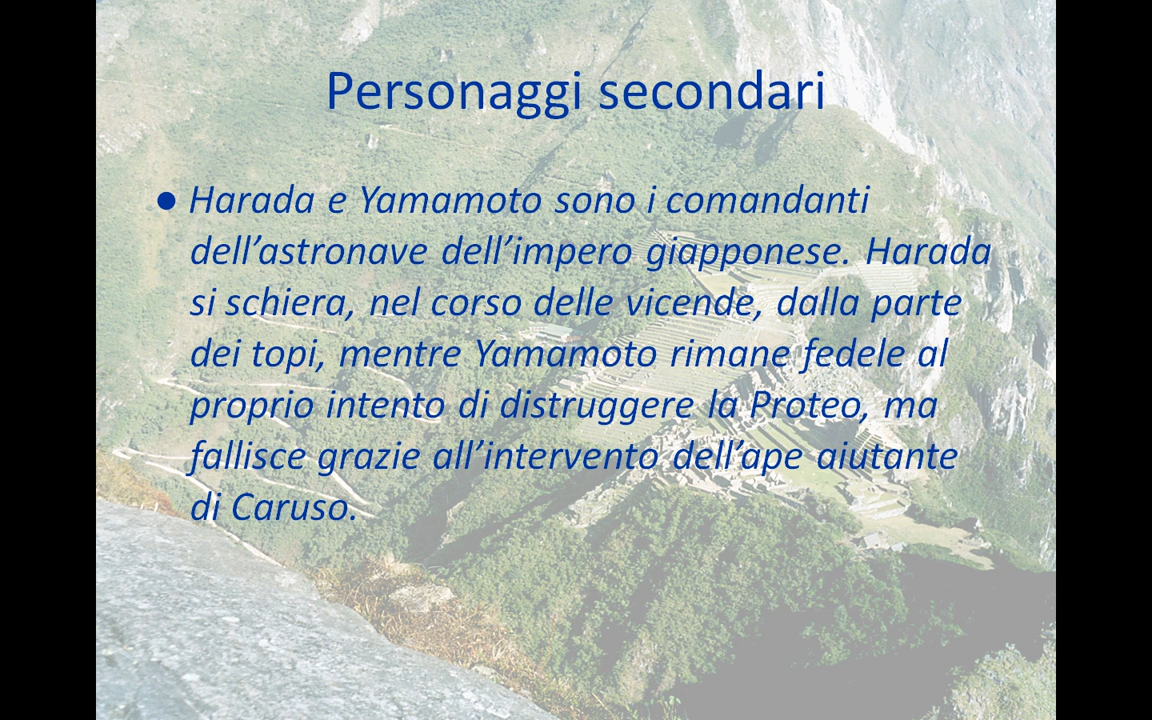 Personaggi secondari
● Harada e Yamamoto sono i comandanti
dell’astronave dell’impero giapponese. Harada
si schiera, nel corso delle vicende, dalla parte
dei topi, mentre Yamamoto rimane fedele al
proprio intento di distruggere la Proteo, ma
fallisce grazie all’intervento dell’ape aiutante
di Caruso.